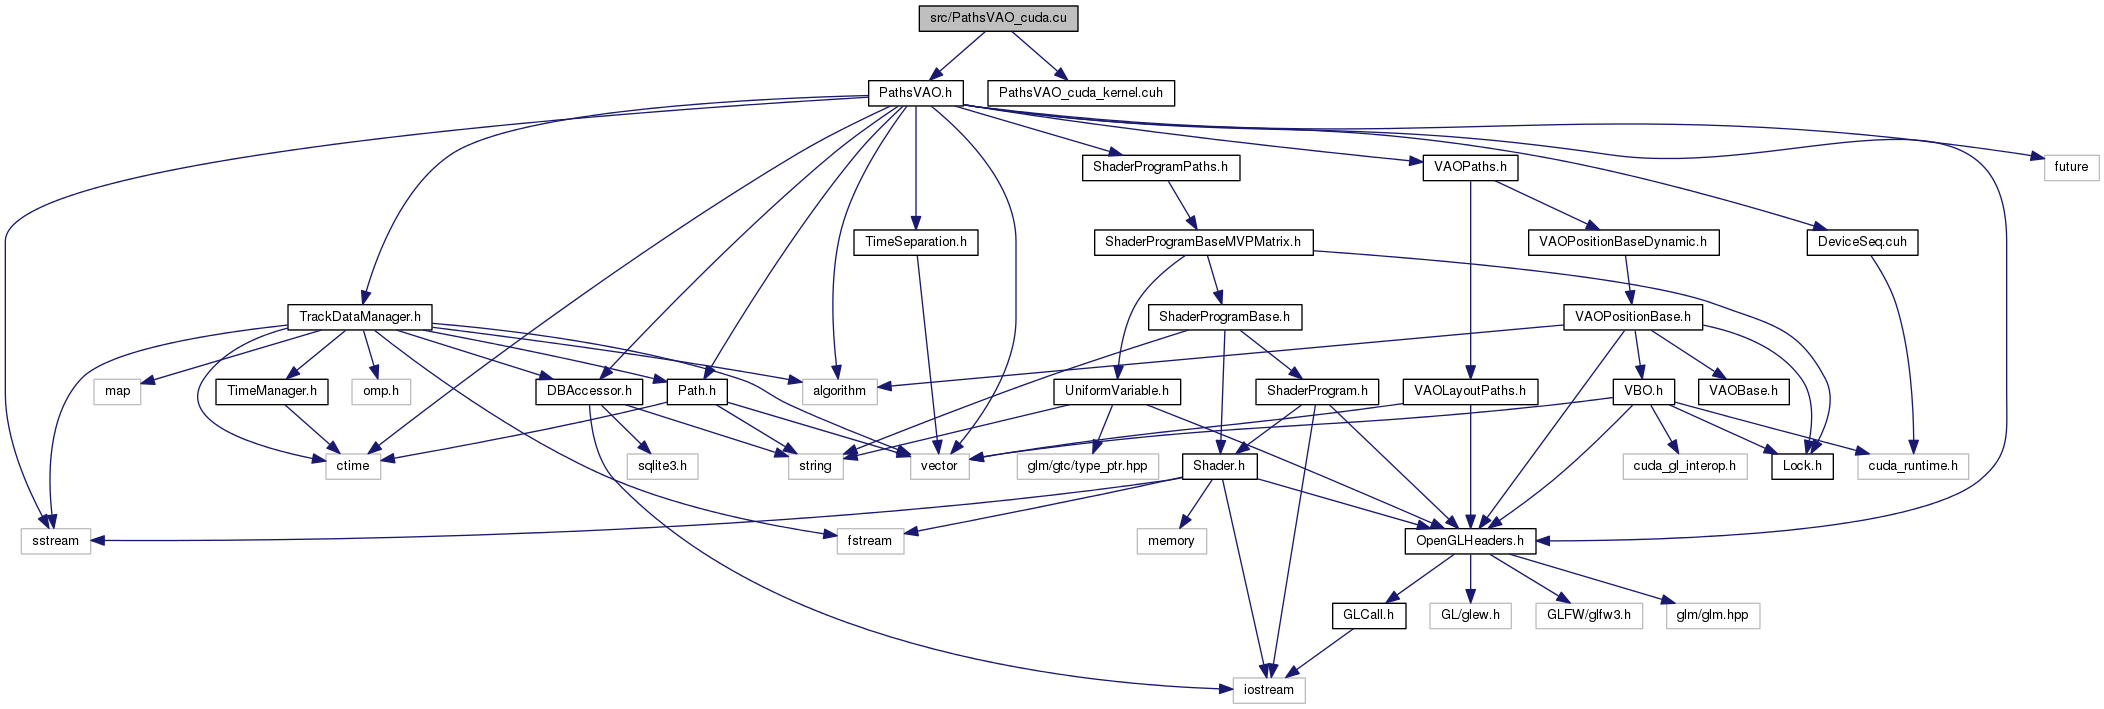 src/PathsVAO_cuda.cu
PathsVAO.h
PathsVAO_cuda_kernel.cuh
ShaderProgramPaths.h
VAOPaths.h
future
TimeSeparation.h
ShaderProgramBaseMVPMatrix.h
VAOPositionBaseDynamic.h
DeviceSeq.cuh
TrackDataManager.h
ShaderProgramBase.h
VAOPositionBase.h
map
TimeManager.h
omp.h
DBAccessor.h
Path.h
algorithm
UniformVariable.h
ShaderProgram.h
VAOLayoutPaths.h
VBO.h
VAOBase.h
ctime
sqlite3.h
string
vector
glm/gtc/type_ptr.hpp
Shader.h
cuda_gl_interop.h
Lock.h
cuda_runtime.h
sstream
fstream
memory
OpenGLHeaders.h
GLCall.h
GL/glew.h
GLFW/glfw3.h
glm/glm.hpp
iostream